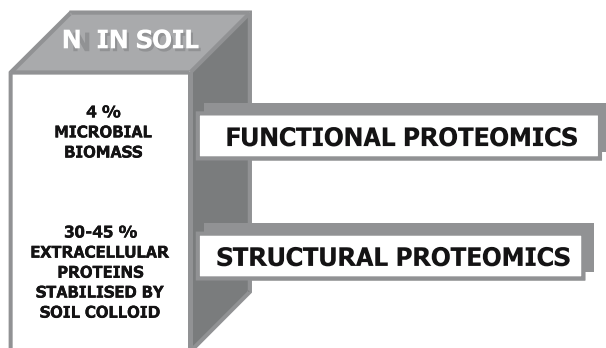 N IN SOIL
4 %
MICROBIAL
BIOMASS
FUNCTIONAL PROTEOMICS
30-45 %
EXTRACELLULAR
PROTEINS
STABILISED BY
SOIL COLLOID
STRUCTURAL PROTEOMICS